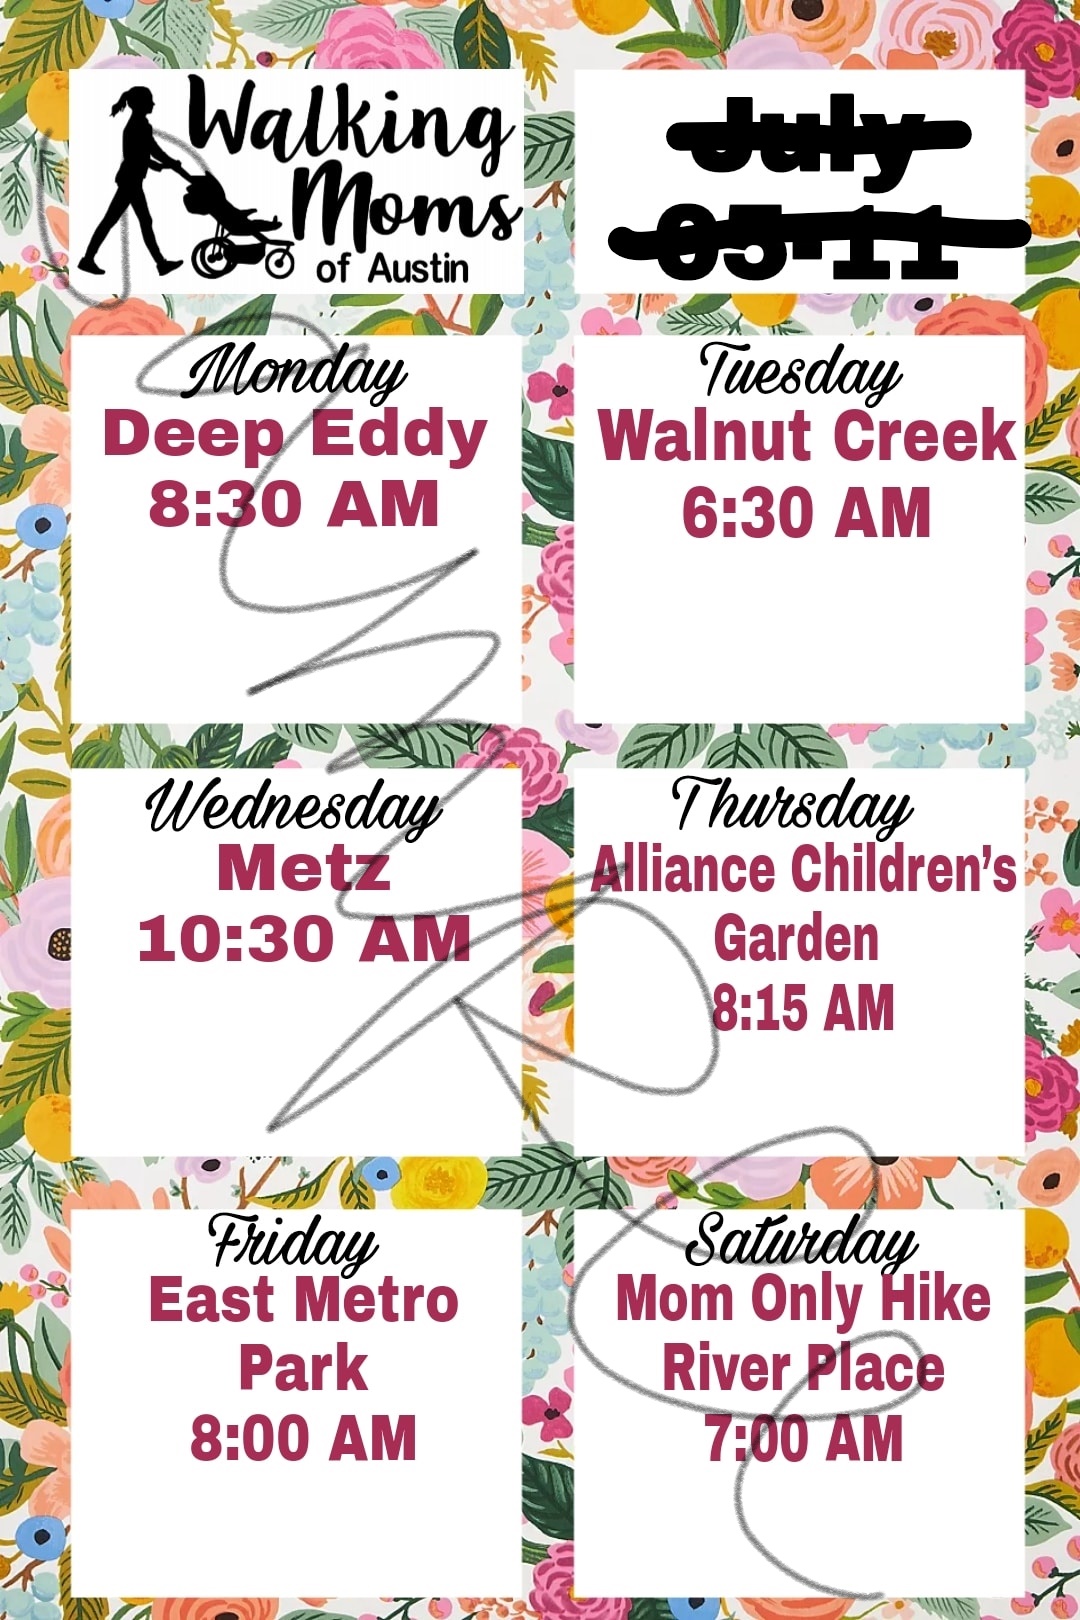 Walking
Moms
of Austin
July
05-11
Monday
Deep Eddy
8:30 AM
Tuesday
Walnut Creek
6:30 AM
Wednesday
Metz
10:30 AM
Thursday
Alliance Children’s
Garden
8:15 AM
Friday
East Metro
Park
8:00 AM
Saturday
Mom Only Hike
River Place
7:00 AM